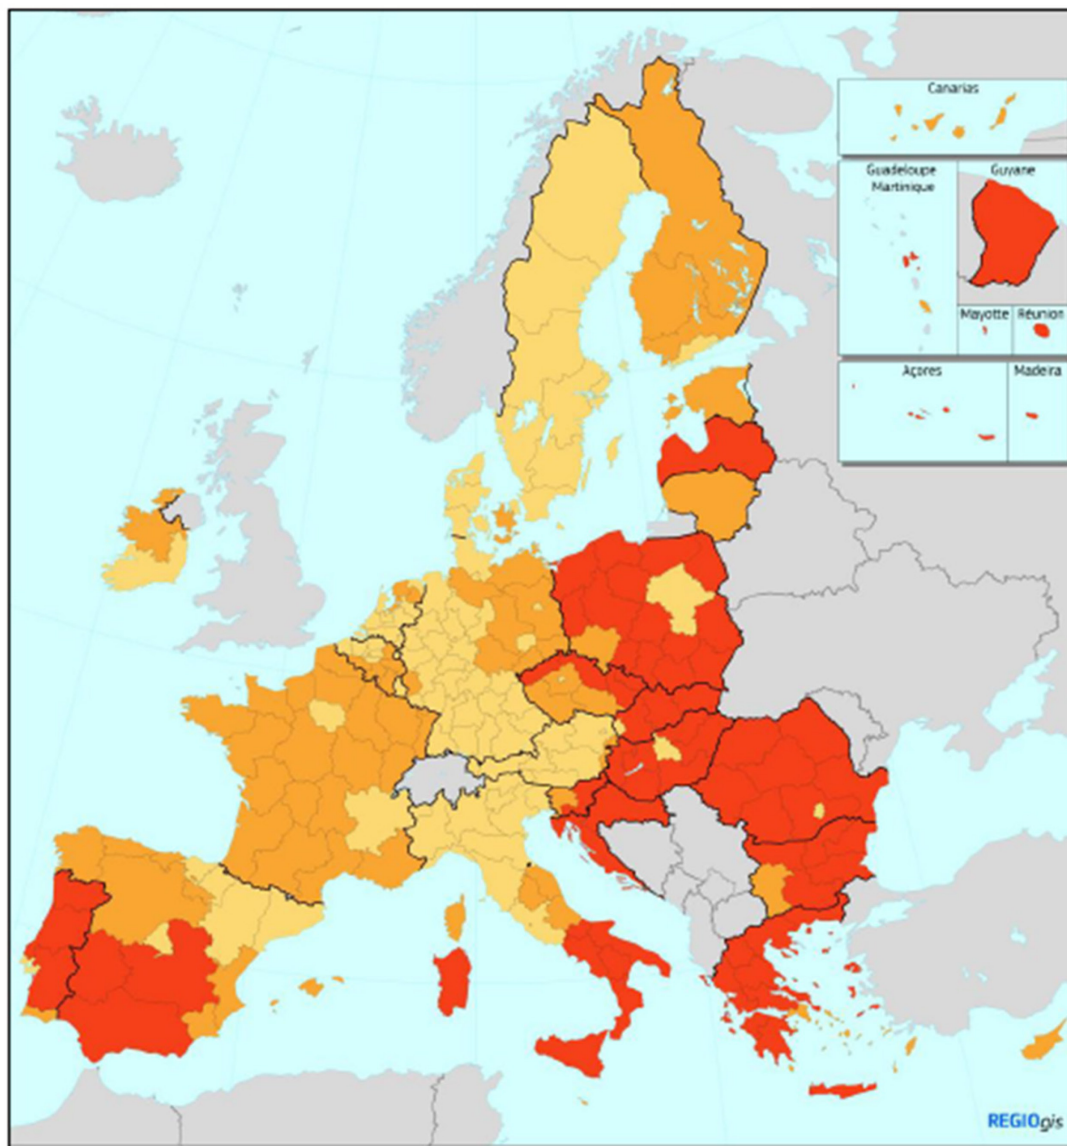 Canarias
Guadeloupe
Martinique
Guyane
Mayotte
Réunion
Açores
Madeira
REGIOgis